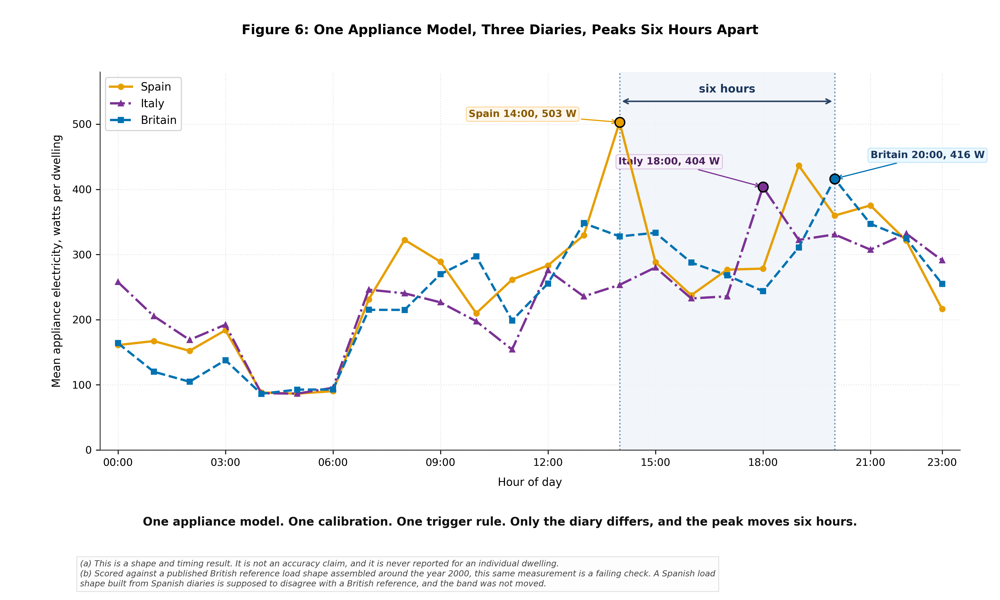 Figure 6: One Appliance Model, Three Diaries, Peaks Six Hours Apart
Spain
Italy
Britain
six hours
Spain 14:00, 503 W
Italy 18:00, 404 W
Britain 20:00, 416 W
Mean appliance electricity, watts per dwelling
500
400
300
200
100
0
00:00
03:00
06:00
09:00
12:00
15:00
18:00
21:00
23:00
Hour of day
One appliance model. One calibration. One trigger rule. Only the diary differs, and the peak moves six hours.
(a) This is a shape and timing result. It is not an accuracy claim, and it is never reported for an individual dwelling.
(b) Scored against a published British reference load shape assembled around the year 2000, this same measurement is a failing check. A Spanish load
shape built from Spanish diaries is supposed to disagree with a British reference, and the band was not moved.